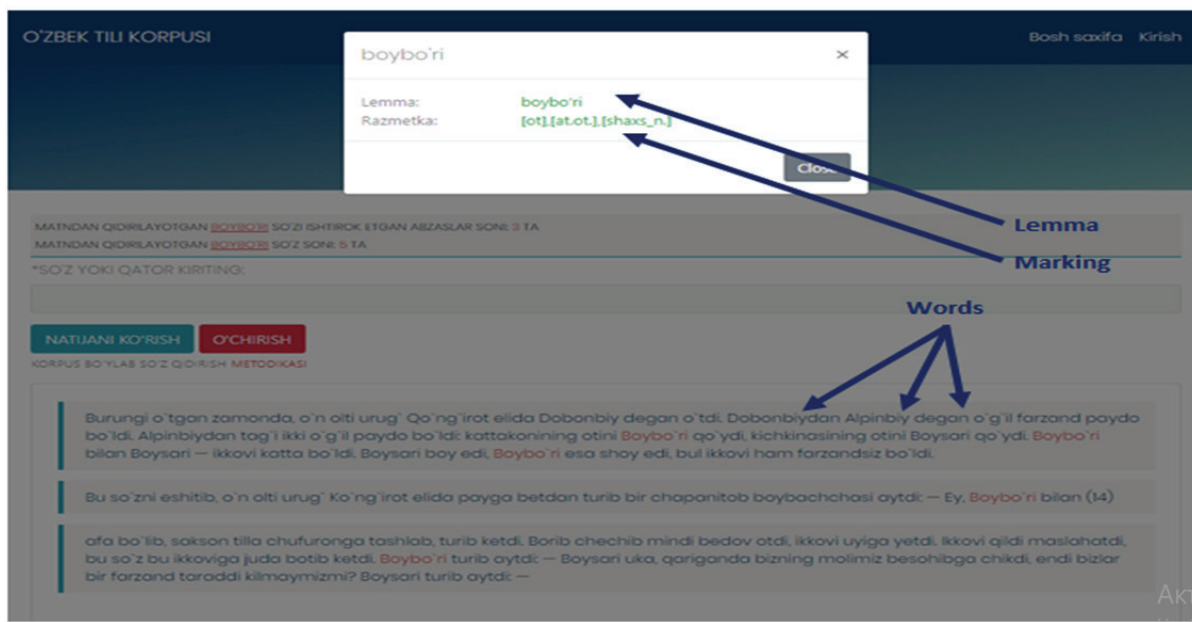 O'ZBEK TILI KORPUSI
Bosh saxifa Kirish
boybo'ri ×
Lemma: boybo'ri
Razmetka: [ot],[at.ot.],[shaxs_n.]
Close
MATNDAN QIDIRILAYOTGAN BOYBO'RI SO'ZI ISHTIROK ETGAN ABZASLAR SONI: 3 TA
MATNDAN QIDIRILAYOTGAN BOYBO'RI SO'Z SONI: 5 TA
Lemma
Marking
*SO'Z YOKI QATOR KIRITING:
Words
NATIJANI KO'RISH O'CHIRISH
KORPUS BO'YLAB SO'Z QIDIRISH METODIKASI
Burungi o`tgan zamonda, o`n olti urug` Qo`ng`irot elida Dobonbiy degan o`tdi. Dobonbiydan Alpinbiy degan o`g`il farzand paydo
bo`ldi. Alpinbiydan tag`i ikki o`g`il paydo bo`ldi: kattakonining otini Boybo`ri qo`ydi, kichkinasining otini Boysari qo`ydi. Boybo`ri
bilan Boysari — ikkovi katta bo`ldi. Boysari boy edi, Boybo`ri esa shoy edi, bul ikkovi ham farzandsiz bo`ldi.
Bu so`zni eshitib, o`n olti urug` Ko`ng`irot elida payga betdan turib bir chapanitob boybachchasi aytdi: — Ey, Boybo`ri bilan (14)
afa bo`lib, sakson tilla chufuronga tashlab, turib ketdi. Borib chechib mindi bedov otdi, ikkovi uyiga yetdi. Ikkovi qildi maslahatdi,
bu so`z bu ikkoviga juda botib ketdi. Boybo`ri turib aytdi: — Boysari uka, qariganda bizning molimiz besohibga chikdi, endi bizlar
bir farzand taraddi kilmaymizmi? Boysari turib aytdi: —